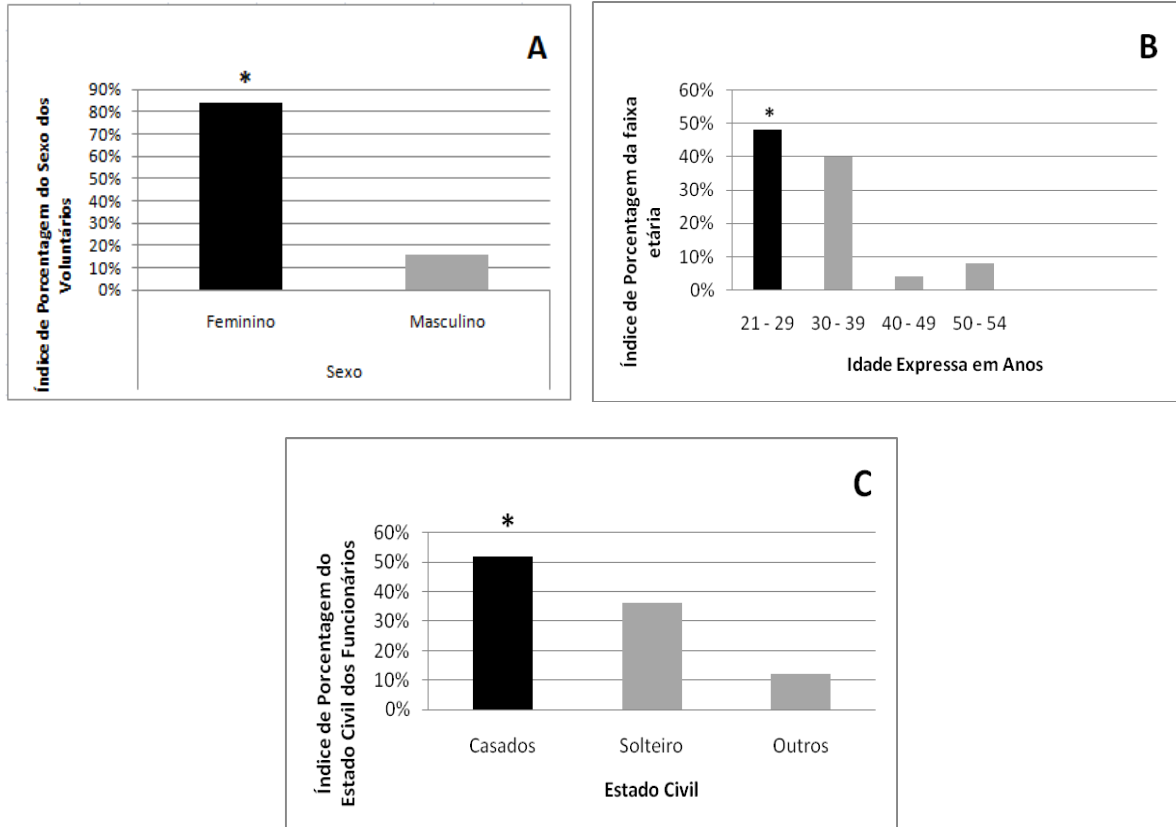 A
*
Índice de Porcentagem do Sexo dos
Voluntários
90%
80%
70%
60%
50%
40%
30%
20%
10%
0%
Feminino
Masculino
Sexo
B
*
Índice de Porcentagem da faixa
etária
60%
50%
40%
30%
20%
10%
0%
21 - 29
30 - 39
40 - 49
50 - 54
Idade Expressa em Anos
C
*
Índice de Porcentagem do
Estado Civil dos Funcionários
60%
50%
40%
30%
20%
10%
0%
Casados
Solteiro
Outros
Estado Civil